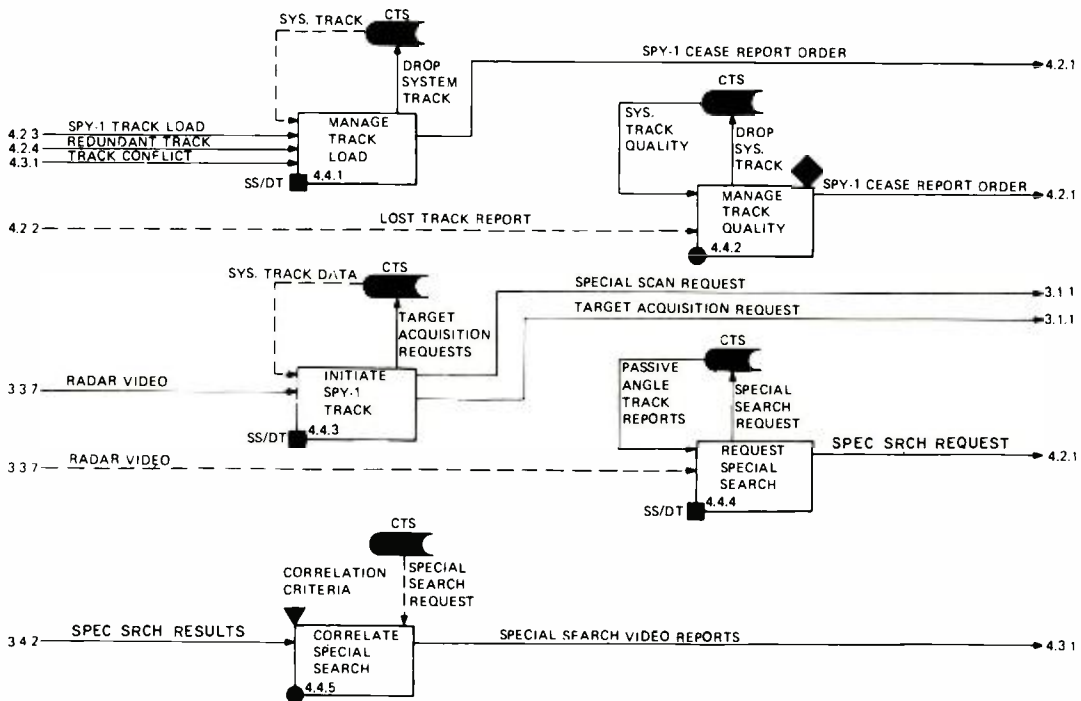 CTS
SYS. TRACK
DROP
SYSTEM
TRACK
SPY-1 CEASE REPORT ORDER
4.2.1
CTS
4.2 3
SPY-1 TRACK LOAD
4.2.4
REDUNDANT TRACK
4.3.1
TRACK CONFLICT
MANAGE
TRACK
LOAD
SS/DT
4.4.1
SYS.
TRACK
QUALITY
DROP
SYS.
TRACK
SPY-1 CEASE REPORT ORDER
4.2.1
MANAGE
TRACK
QUALITY
4.4.2
4.2 2
LOST TRACK REPORT
SYS. TRACK DATA
CTS
SPECIAL SCAN REQUEST
3.1 1
TARGET ACQUISITION REQUEST
3.1.1
TARGET
ACQUISITION
REQUESTS
3 3 7
RADAR VIDEO
INITIATE
SPY-1
TRACK
SS/DT
4.4.3
CTS
PASSIVE
ANGLE
TRACK
REPORTS
SPECIAL
SEARCH
REQUEST
3 3 7
RADAR VIDEO
REQUEST
SPECIAL
SEARCH
SPEC SRCH REQUEST
4.2.1
SS/DT
4.4.4
CTS
CORRELATION
CRITERIA
SPECIAL
SEARCH
REQUEST
3 4 2
SPEC SRCH RESULTS
CORRELATE
SPECIAL
SEARCH
4.4.5
SPECIAL SEARCH VIDEO REPORTS
4.3 1